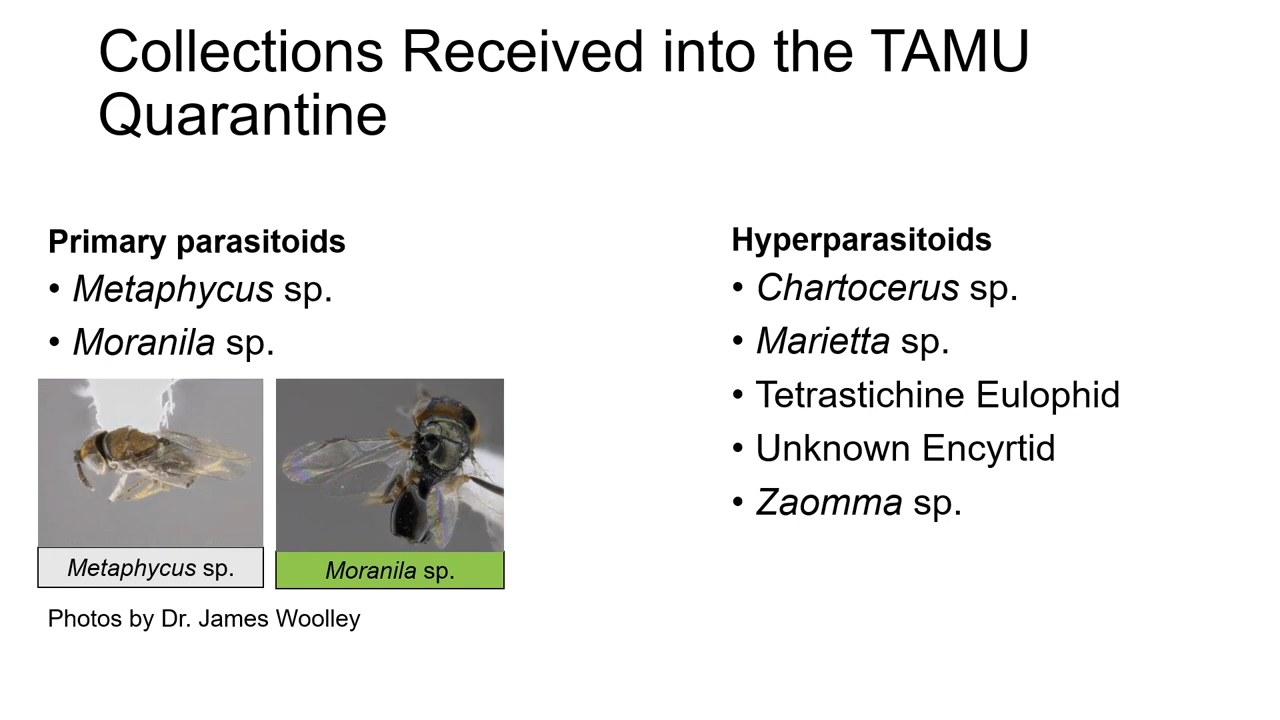 Collections Received into the TAMU
Quarantine
Primary parasitoids
• Metaphycus sp.
• Moranila sp.
Metaphycus sp.
Moranila sp.
Photos by Dr. James Woolley
Hyperparasitoids
• Chartocerus sp.
• Marietta sp.
• Tetrastichine Eulophid
• Unknown Encyrtid
• Zaomma sp.